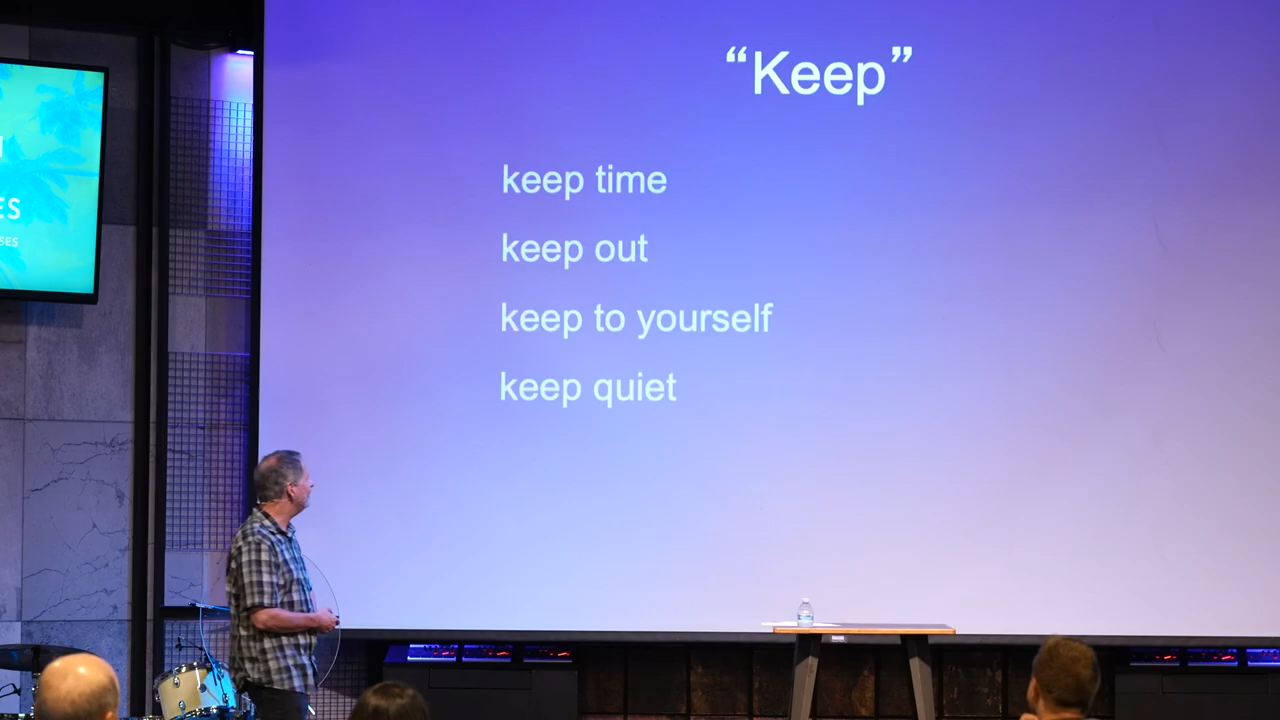 “Keep”
keep time
keep out
keep to yourself
keep quiet